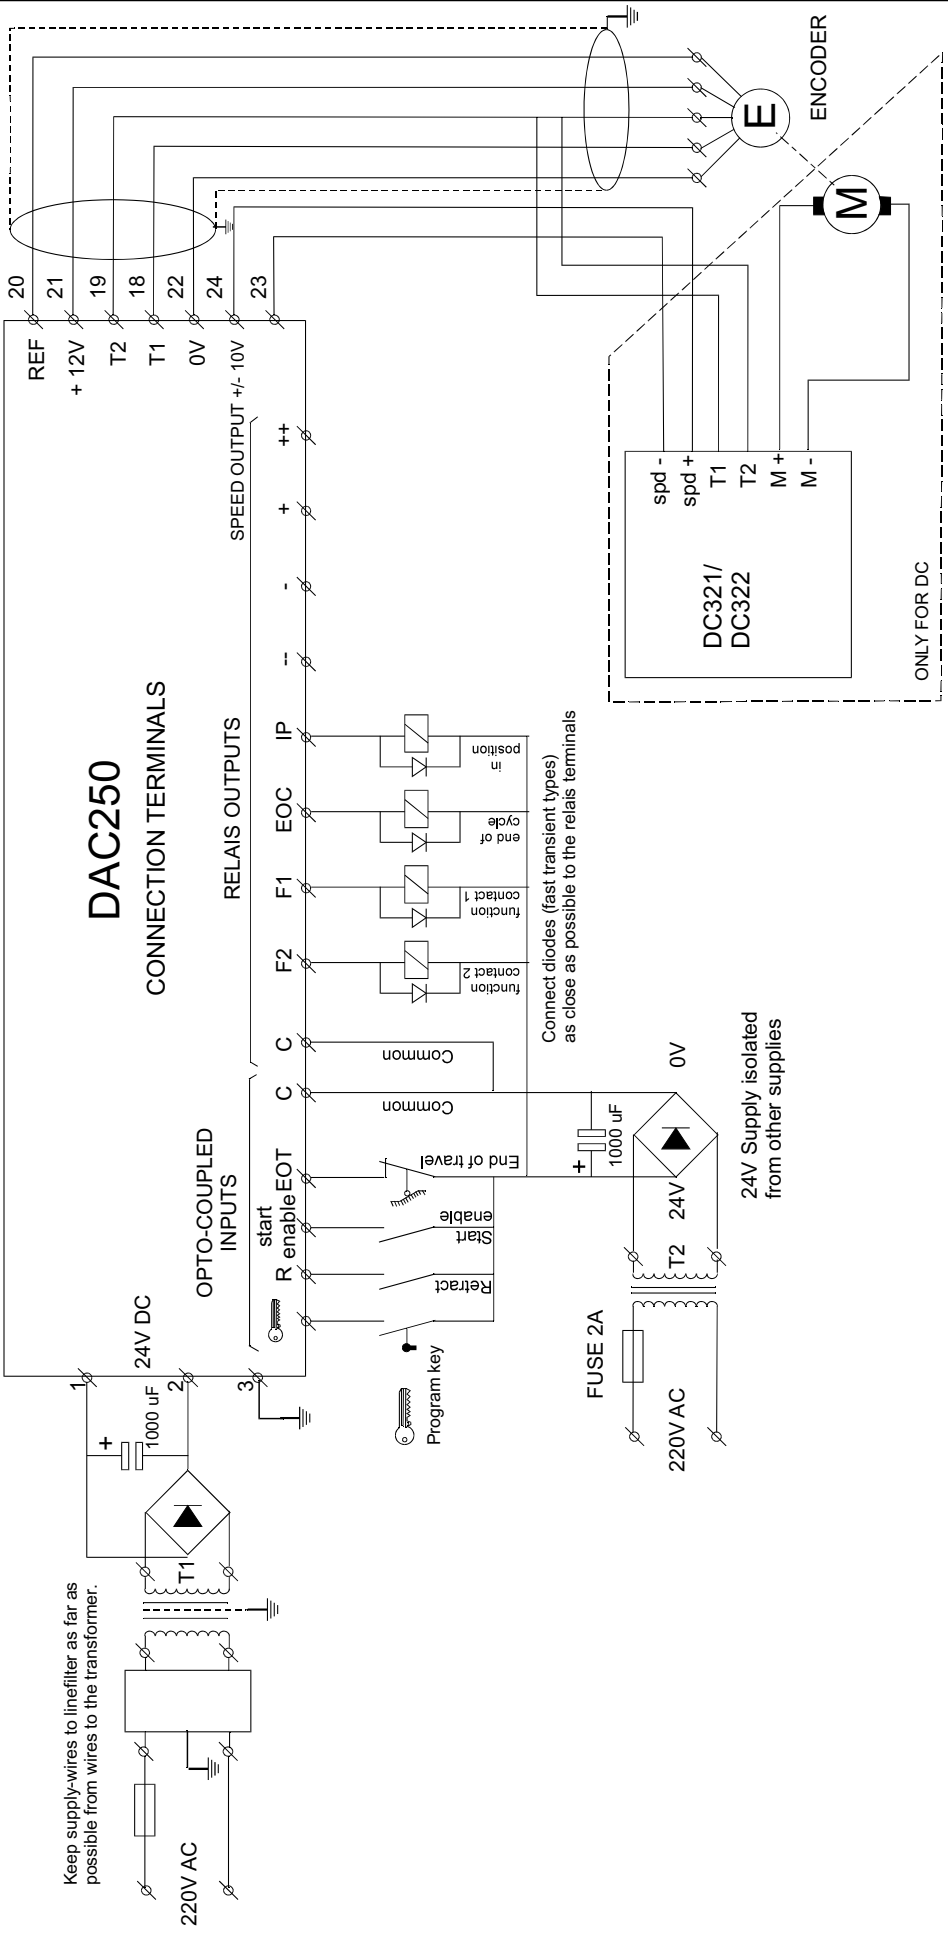 DAC250
CONNECTION TERMINALS
24V DC
1
2
3
1000 uF
+
T1
Keep supply-wires to linefilter as far as
possible from wires to the transformer.
220V AC
OPTO-COUPLED
INPUTS
R
start
enable
EOT
C
RELAIS OUTPUTS
C
F2
F1
EOC
IP
--
-
+
++
SPEED OUTPUT +/- 10V
REF
+ 12V
T2
T1
0V
20
21
19
18
22
24
23
Program key
Retract
Start
enable
End of travel
Common
Common
function
contact 2
function
contact 1
end of
cycle
in
position
Connect diodes (fast transient types)
as close as possible to the relais terminals
+
1000 uF
24V
0V
T2
24V Supply isolated
from other supplies
FUSE 2A
220V AC
DC321/
DC322
spd -
spd +
T1
T2
M +
M -
ONLY FOR DC
M
E
ENCODER